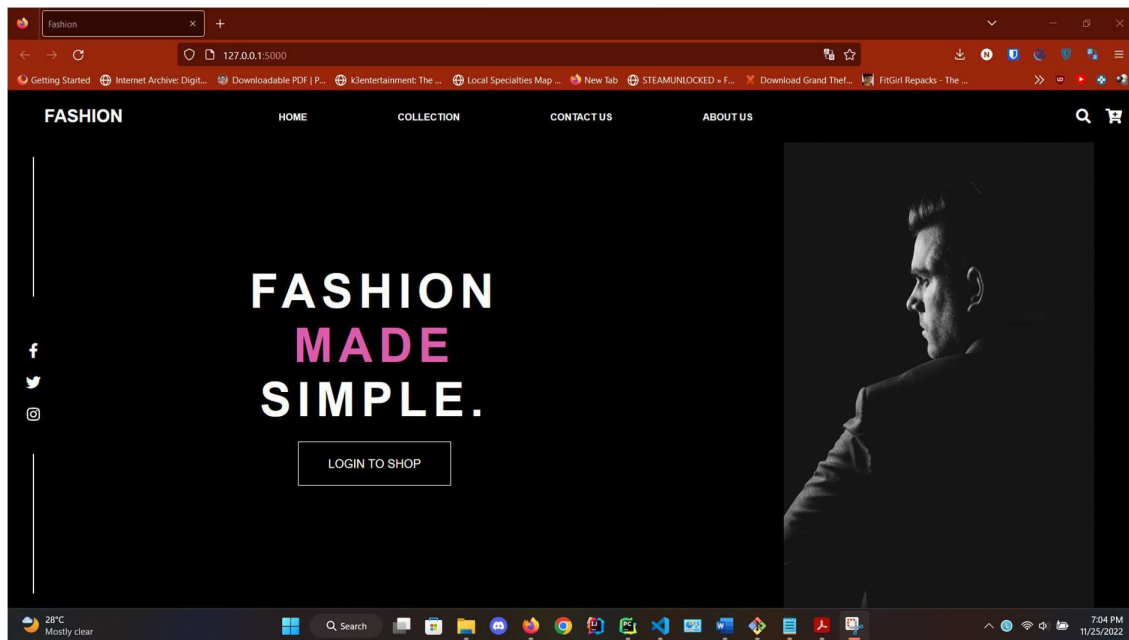 Fashion
127.0.0.1:5000
Getting Started Internet Archive: Digit... Downloadable PDF | P... k3entertainment: The ... Local Specialties Map ... New Tab STEAMUNLOCKED » F... Download Grand Thef... FitGirl Repacks - The ...
FASHION HOME COLLECTION CONTACT US ABOUT US
FASHION
MADE
SIMPLE.
LOGIN TO SHOP
28°C
Mostly clear
Search
7:04 PM
11/25/2022